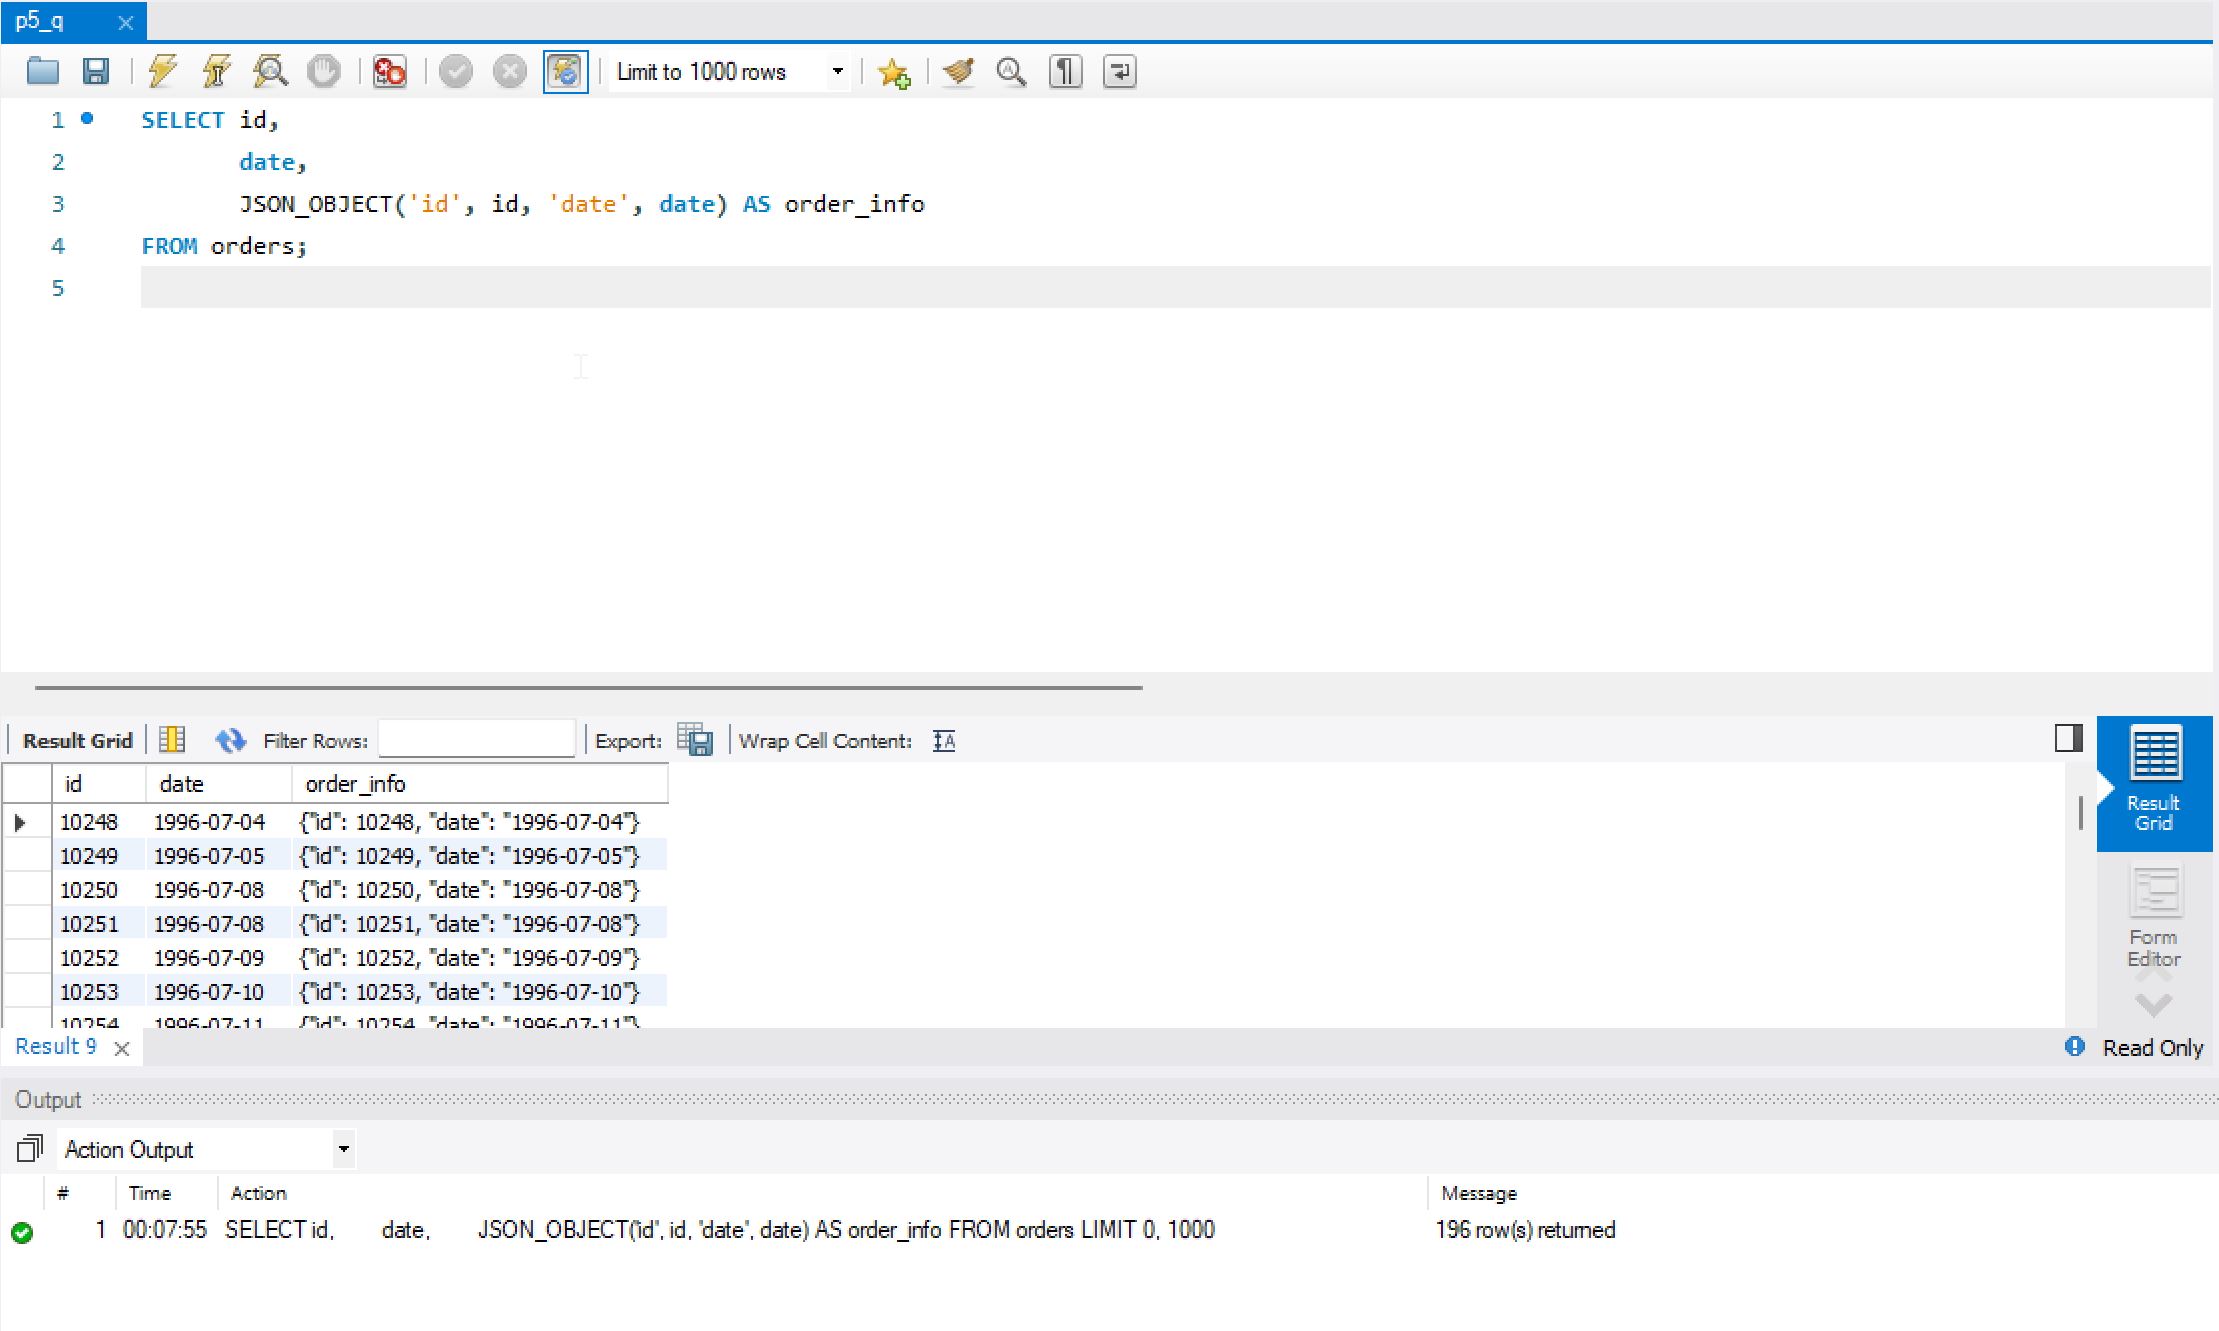 p5_q
Limit to 1000 rows
1 SELECT id,
2 date,
3 JSON_OBJECT('id', id, 'date', date) AS order_info
4 FROM orders;
5
Result Grid Filter Rows: Export: Wrap Cell Content:
id date order_info
10248 1996-07-04 {"id": 10248, "date": "1996-07-04"}
10249 1996-07-05 {"id": 10249, "date": "1996-07-05"}
10250 1996-07-08 {"id": 10250, "date": "1996-07-08"}
10251 1996-07-08 {"id": 10251, "date": "1996-07-08"}
10252 1996-07-09 {"id": 10252, "date": "1996-07-09"}
10253 1996-07-10 {"id": 10253, "date": "1996-07-10"}
10254 1996-07-11 {"id": 10254, "date": "1996-07-11"}
Result
Grid
Form
Editor
Result 9 Read Only
Output
Action Output
# Time Action Message
1 00:07:55 SELECT id, date, JSON_OBJECT('id', id, 'date', date) AS order_info FROM orders LIMIT 0, 1000 196 row(s) returned